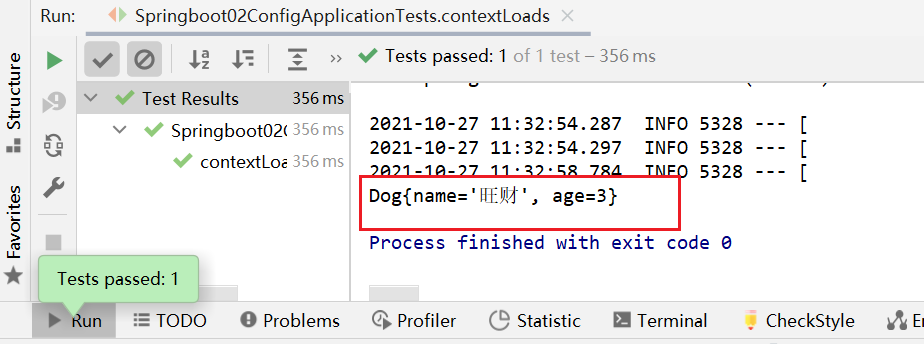 Run: Springboot02ConfigApplicationTests.contextLoads
Tests passed: 1 of 1 test – 356 ms
Test Results 356 ms
Springboot02C 356 ms
contextLoa 356 ms
2021-10-27 11:32:54.287 INFO 5328 --- [
2021-10-27 11:32:54.297 INFO 5328 --- [
2021-10-27 11:32:58.784 INFO 5328 --- [
Dog{name='旺财', age=3}
Process finished with exit code 0
Structure
Favorites
Tests passed: 1
Run TODO Problems Profiler Statistic Terminal CheckStyle